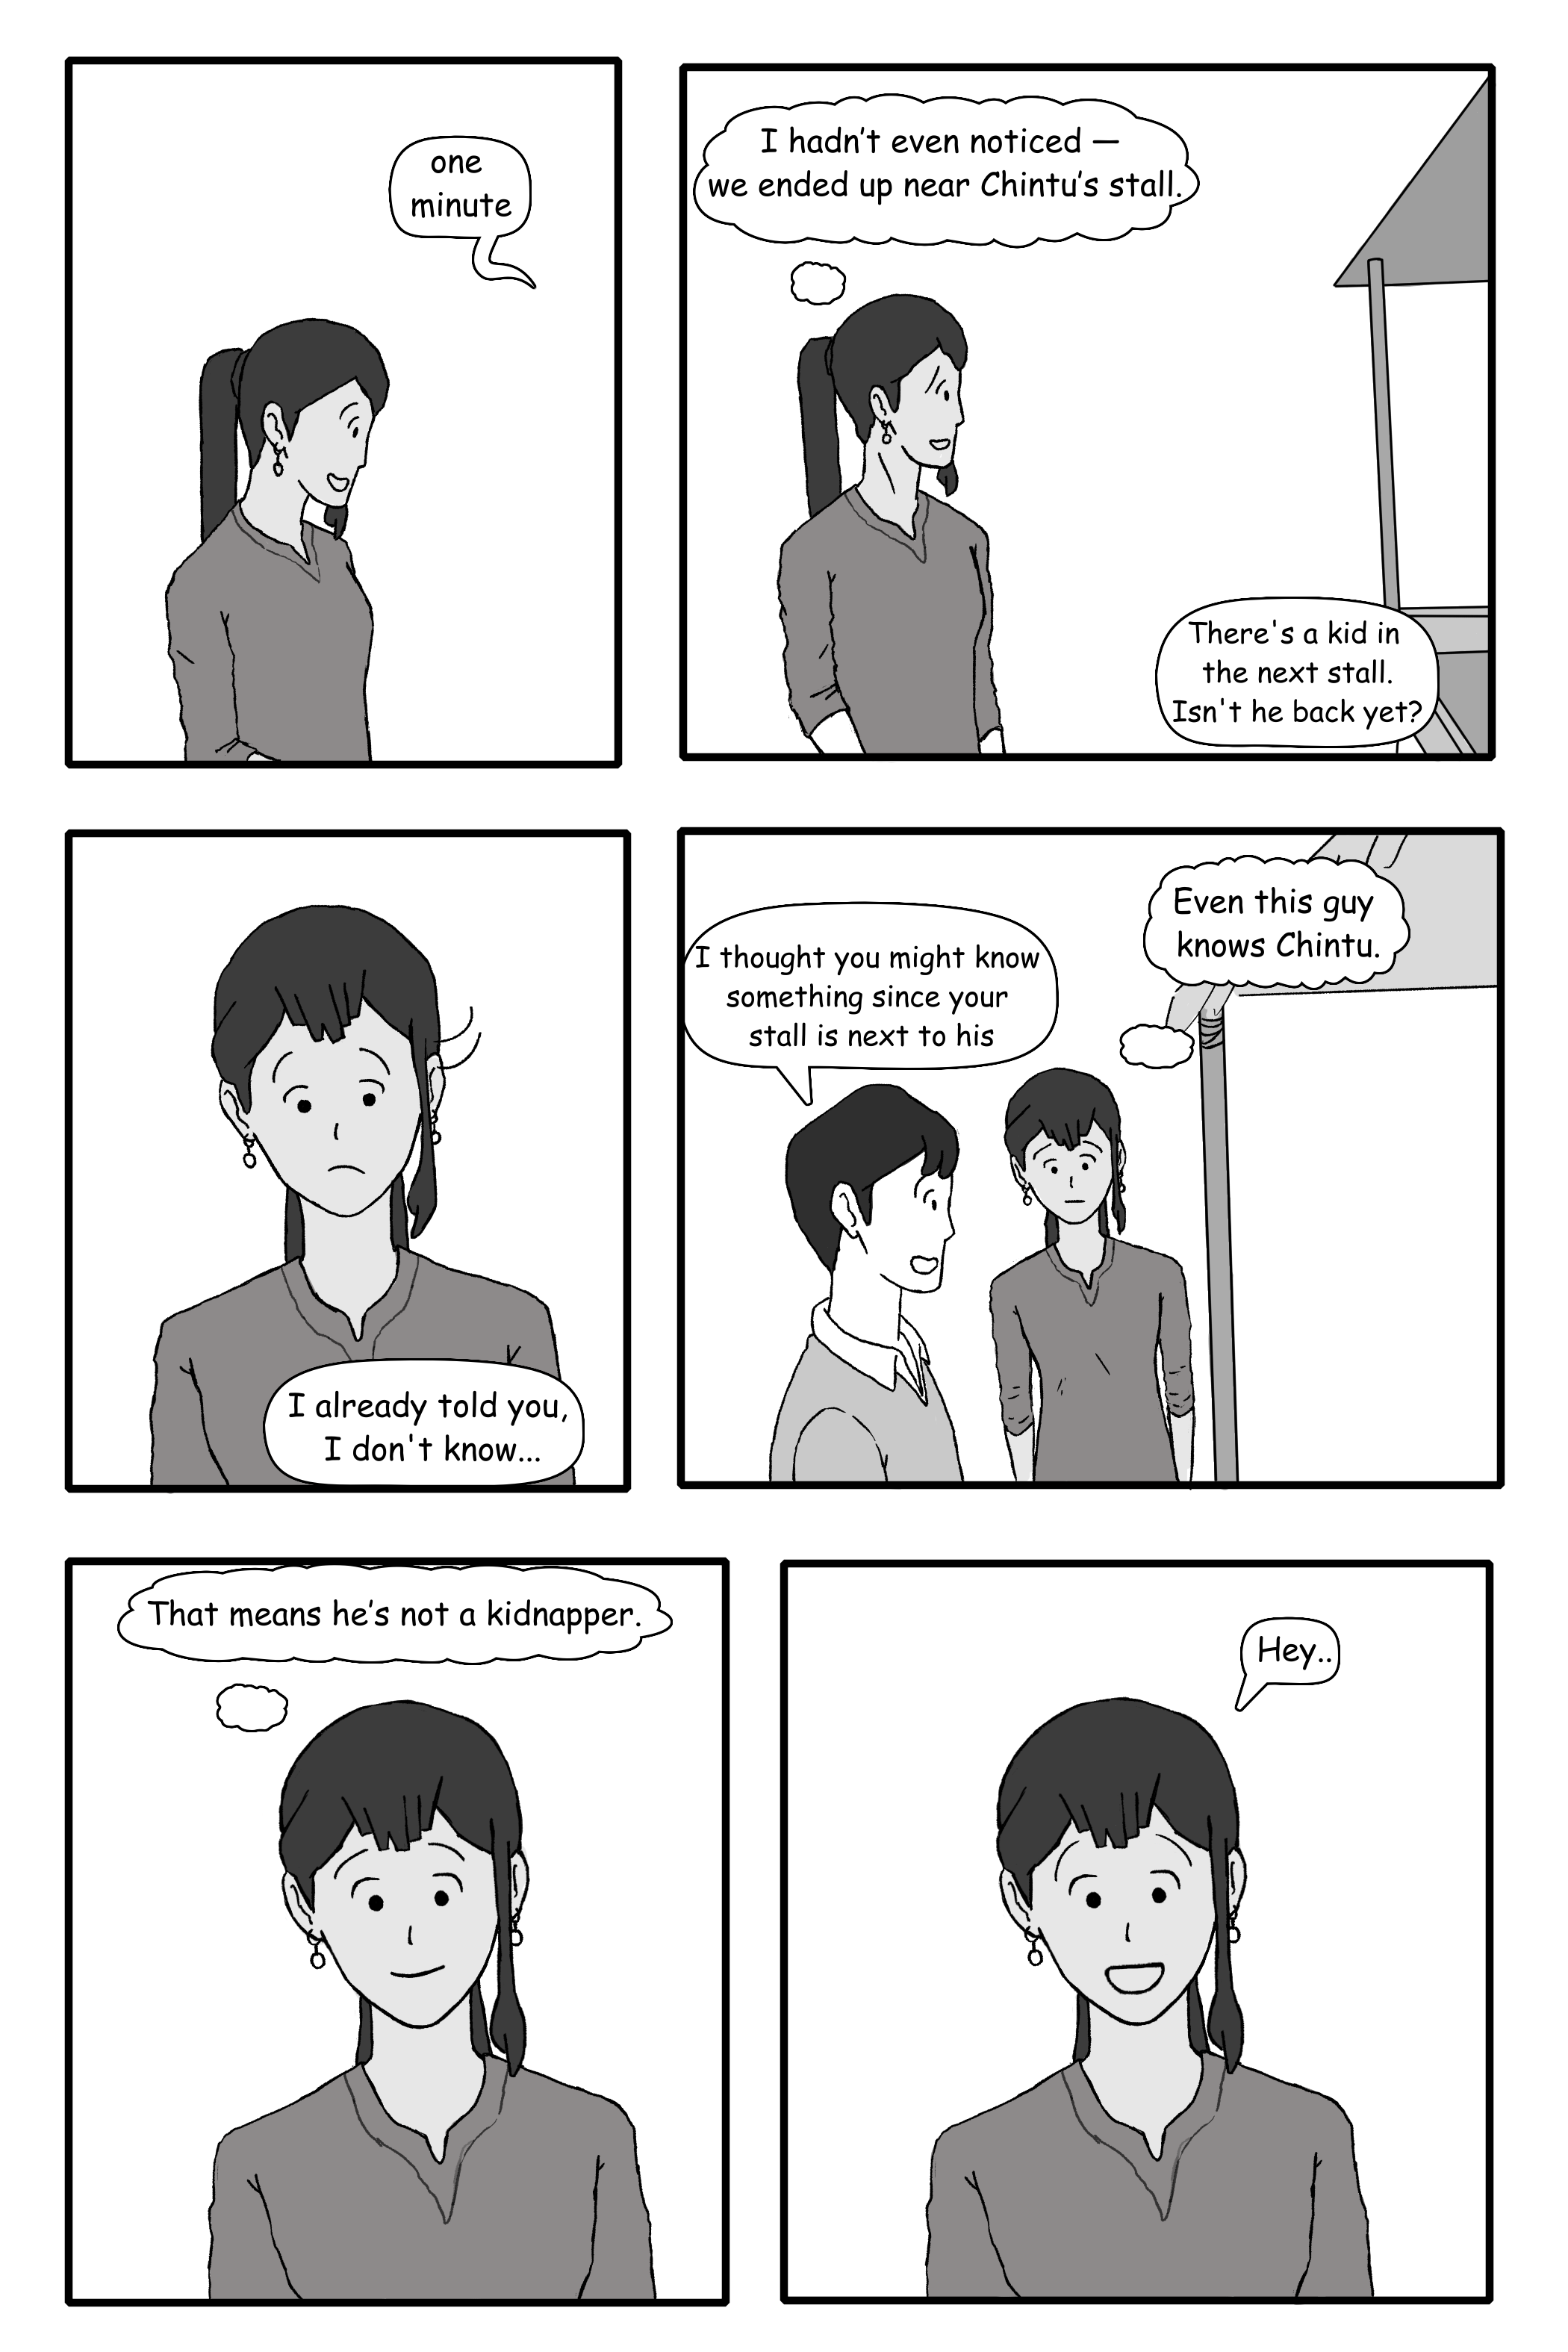 one
minute
I hadn't even noticed —
we ended up near Chintu's stall.
There's a kid in
the next stall.
Isn't he back yet?
I already told you,
I don't know...
I thought you might know
something since your
stall is next to his
Even this guy
knows Chintu.
That means he's not a kidnapper.
Hey..